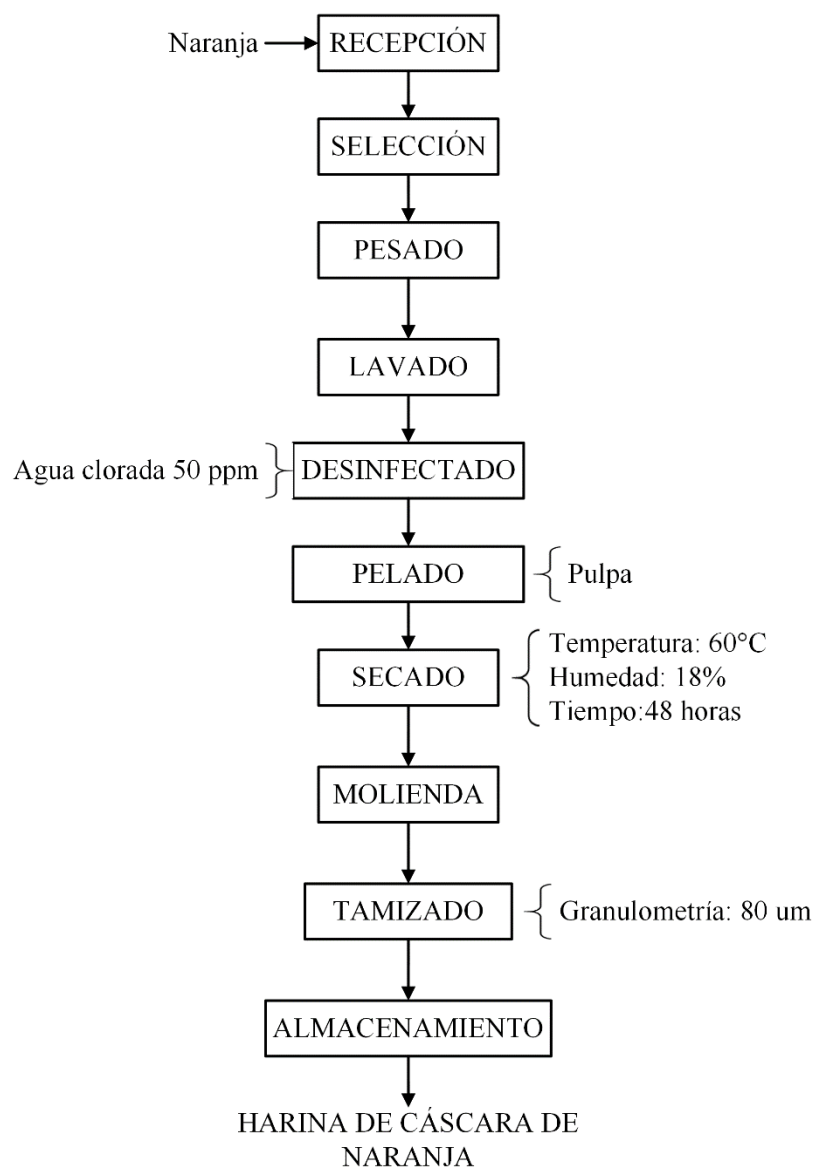 Naranja
RECEPCIÓN
SELECCIÓN
PESADO
LAVADO
Agua clorada 50 ppm
DESINFECTADO
PELADO
Pulpa
SECADO
Temperatura: 60°C
Humedad: 18%
Tiempo:48 horas
MOLIENDA
TAMIZADO
Granulometría: 80 um
ALMACENAMIENTO
HARINA DE CÁSCARA DE
NARANJA